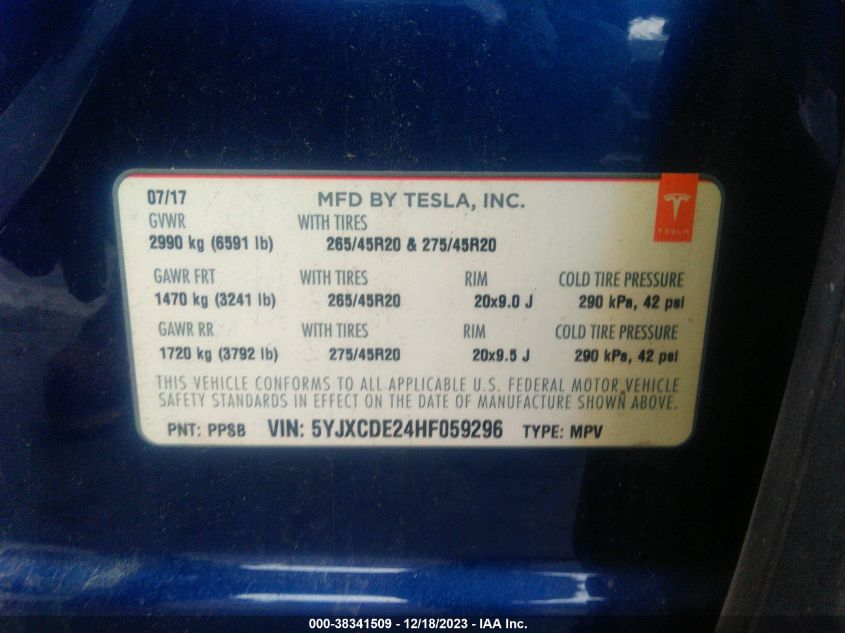 07/17 MFD BY TESLA, INC.
TESLA
GVWR WITH TIRES
2990 kg (6591 lb) 265/45R20 & 275/45R20
GAWR FRT WITH TIRES RIM COLD TIRE PRESSURE
1470 kg (3241 lb) 265/45R20 20x9.0 J 290 kPa, 42 psi
GAWR RR WITH TIRES RIM COLD TIRE PRESSURE
1720 kg (3792 lb) 275/45R20 20x9.5 J 290 kPa, 42 psi
THIS VEHICLE CONFORMS TO ALL APPLICABLE U.S. FEDERAL MOTOR VEHICLE
SAFETY STANDARDS IN EFFECT ON THE DATE OF MANUFACTURE SHOWN ABOVE.
PNT: PPSB VIN: 5YJXCDE24HF059296 TYPE: MPV
000-38341509 - 12/18/2023 - IAA Inc.